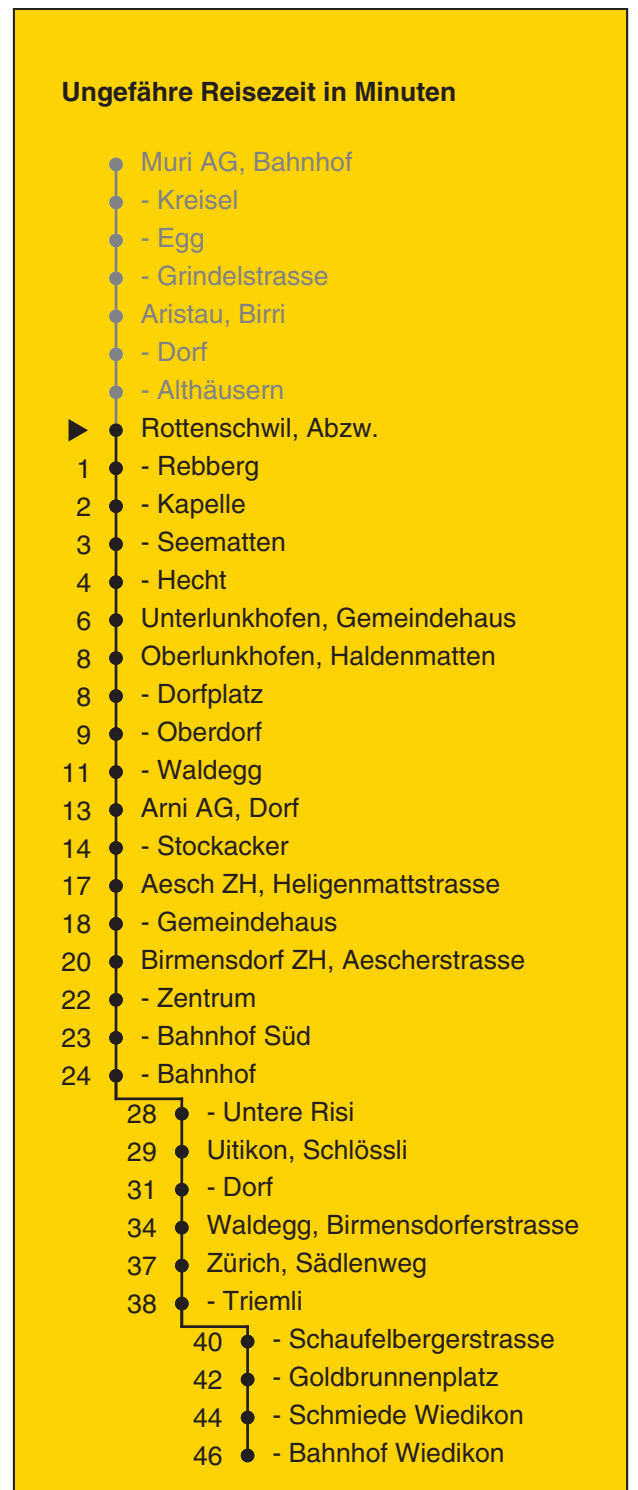 Ungefähre Reisezeit in Minuten
Muri AG, Bahnhof
- Kreisel
- Egg
- Grindelstrasse
Aristau, Birri
- Dorf
- Althäusern
Rottenschwil, Abzw.
1 - Rebberg
2 - Kapelle
3 - Seematten
4 - Hecht
6 Unterlunkhofen, Gemeindehaus
8 Oberlunkhofen, Haldenmatten
8 - Dorfplatz
9 - Oberdorf
11 - Waldegg
13 Arni AG, Dorf
14 - Stockacker
17 Aesch ZH, Heligenmattstrasse
18 - Gemeindehaus
20 Birmensdorf ZH, Aescherstrasse
22 - Zentrum
23 - Bahnhof Süd
24 - Bahnhof
28 - Untere Risi
29 Uitikon, Schlössli
31 - Dorf
34 Waldegg, Birmensdorferstrasse
37 Zürich, Sädlenweg
38 - Triemli
40 - Schaufelbergerstrasse
42 - Goldbrunnenplatz
44 - Schmiede Wiedikon
46 - Bahnhof Wiedikon